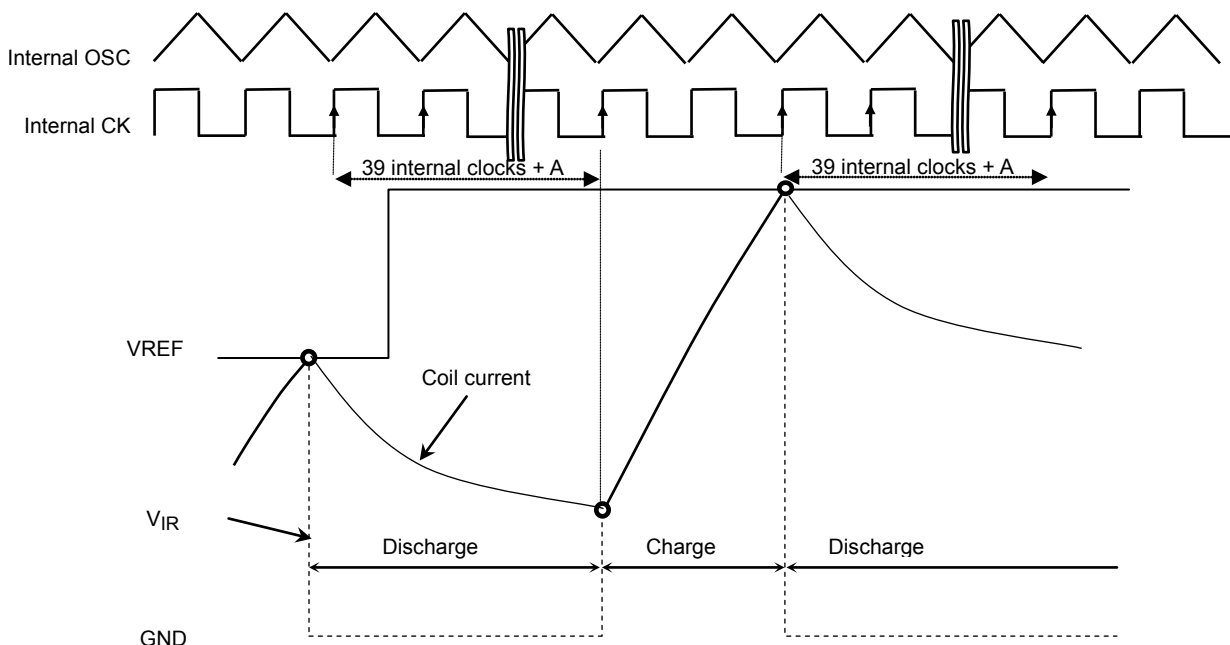 Internal OSC
Internal CK
39 internal clocks + A
39 internal clocks + A
VREF
Coil current
VIR
Discharge
Charge
Discharge
GND